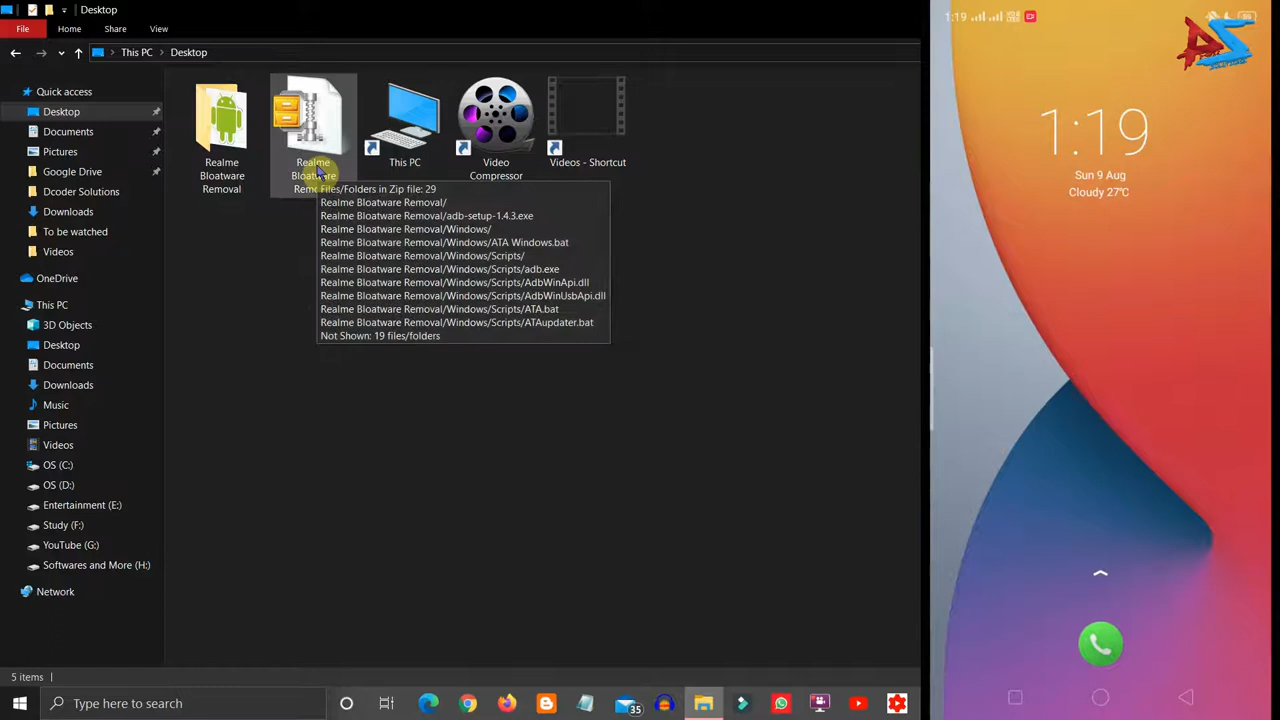 Desktop
File
Home
Share
View
This PC
Desktop
Quick access
Desktop
Documents
Pictures
Google Drive
Dcoder Solutions
Downloads
To be watched
Videos
OneDrive
This PC
3D Objects
Desktop
Documents
Downloads
Music
Pictures
Videos
OS (C:)
OS (D:)
Entertainment (E:)
Study (F:)
YouTube (G:)
Softwares and More (H:)
Network
Realme
Bloatware
Removal
Realme
Bloatware
This PC
Video
Compressor
Videos - Shortcut
Files/Folders in Zip file: 29
Realme Bloatware Removal/
Realme Bloatware Removal/adb-setup-1.4.3.exe
Realme Bloatware Removal/Windows/
Realme Bloatware Removal/Windows/ATA Windows.bat
Realme Bloatware Removal/Windows/Scripts/
Realme Bloatware Removal/Windows/Scripts/adb.exe
Realme Bloatware Removal/Windows/Scripts/AdbWinApi.dll
Realme Bloatware Removal/Windows/Scripts/AdbWinUsbApi.dll
Realme Bloatware Removal/Windows/Scripts/ATA.bat
Realme Bloatware Removal/Windows/Scripts/ATAupdater.bat
Not Shown: 19 files/folders
5 items
Type here to search
35
1:19
1:19
Sun 9 Aug
Cloudy 27℃